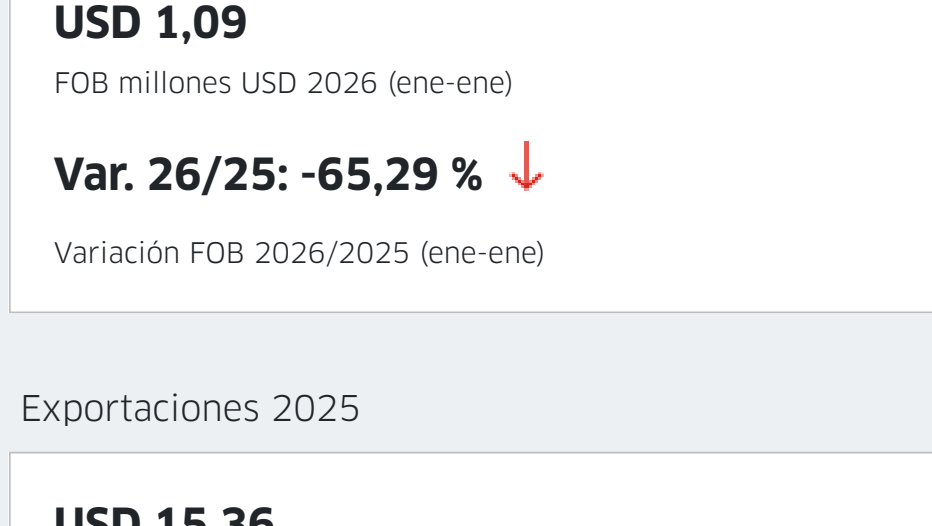 USD 1,09
FOB millones USD 2026 (ene-ene)
Var. 26/25: -65,29 %
Variación FOB 2026/2025 (ene-ene)
Exportaciones 2025
USD 15,36